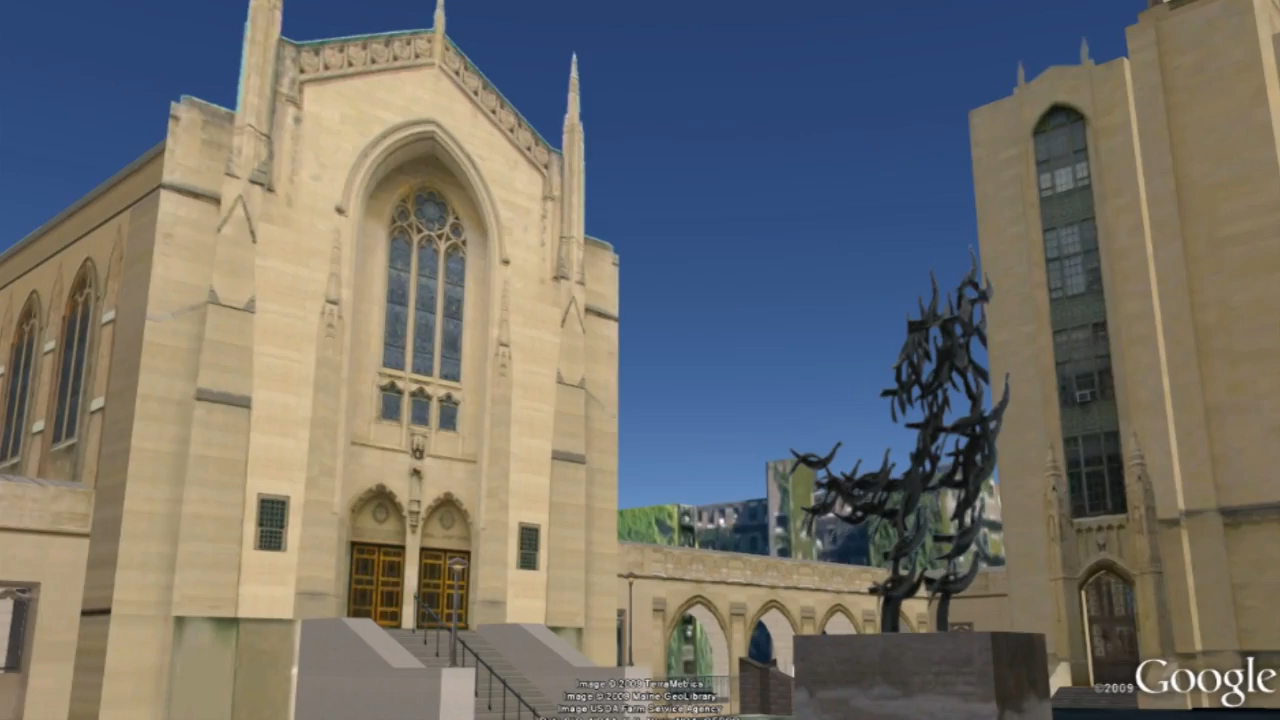 Image © 2009 TerraMetrics
Image © 2009 Maine GeoLibrary
Image USDA Farm Service Agency
©2009 Google